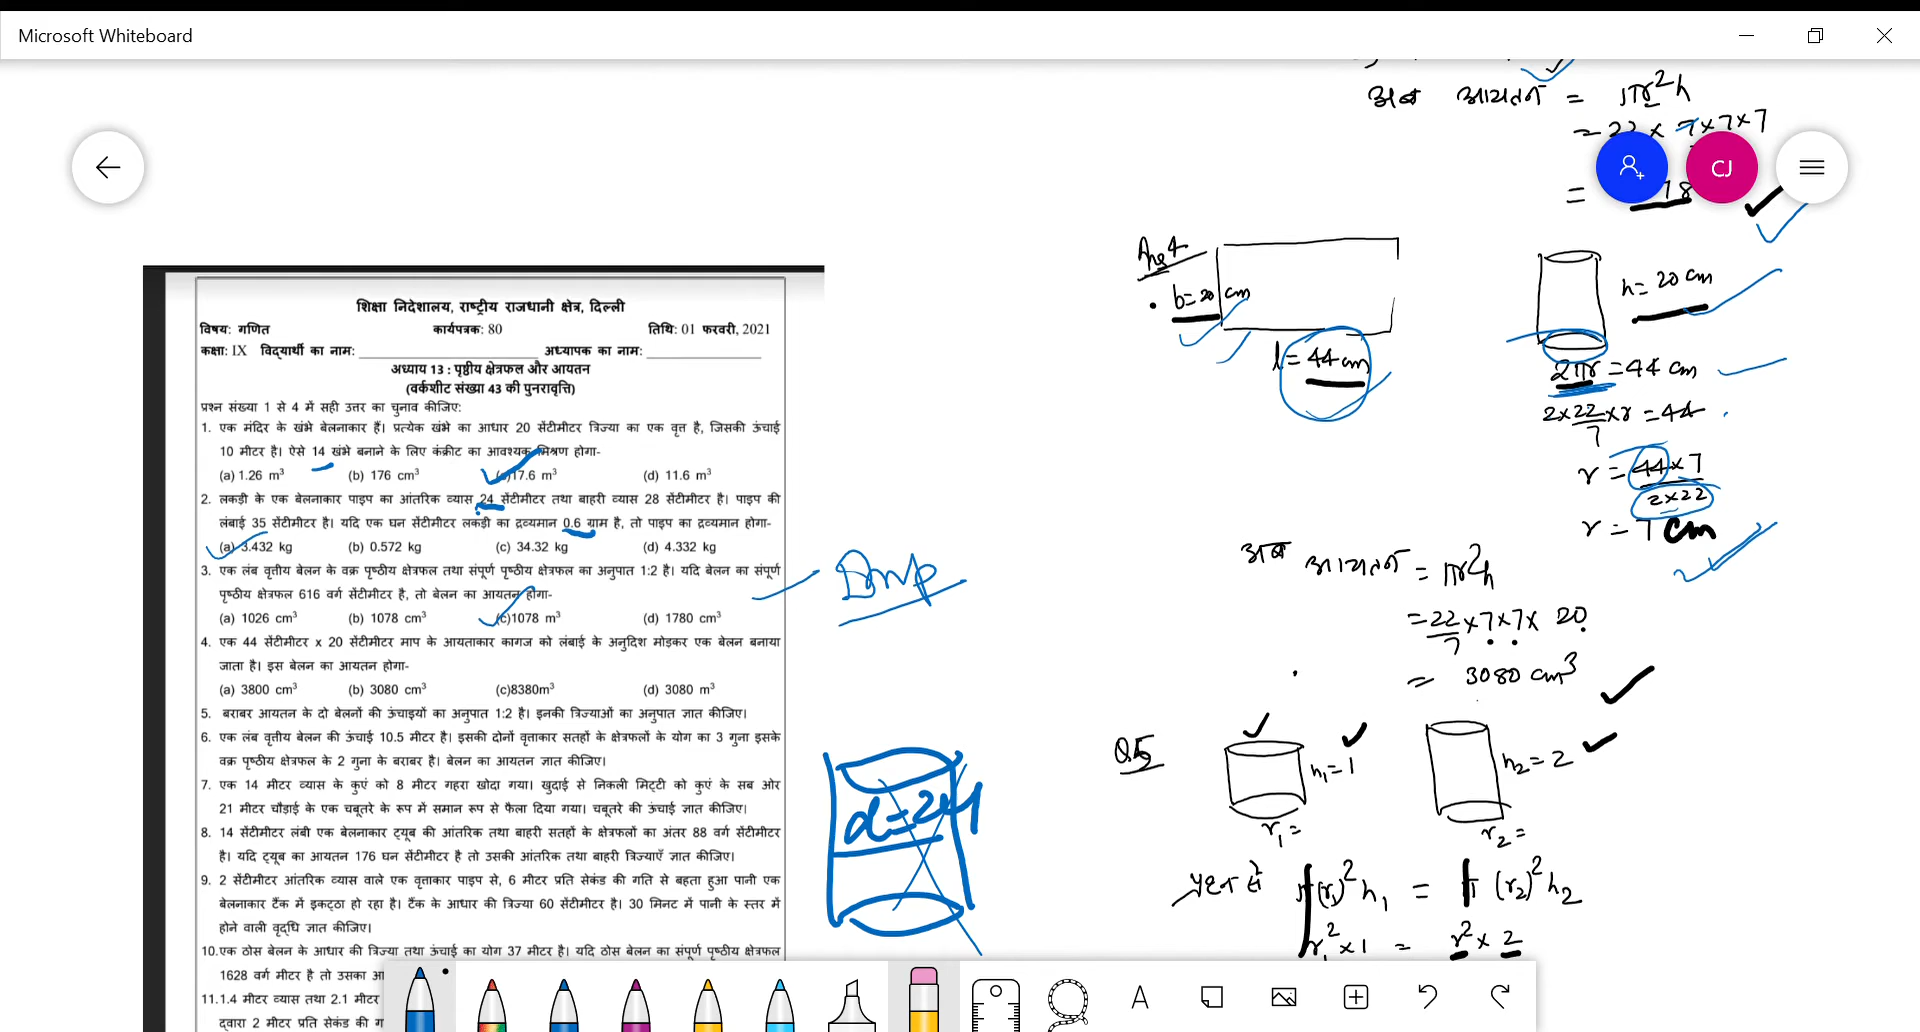 Microsoft Whiteboard
CJ
शिक्षा निदेशालय, राष्ट्रीय राजधानी क्षेत्र, दिल्ली
विषय: गणित कार्यपत्रक: 80 तिथि: 01 फरवरी, 2021
कक्षा: IX विद्यार्थी का नाम: ____________ अध्यापक का नाम: ____________
अध्याय 13 : पृष्ठीय क्षेत्रफल और आयतन
(वर्कशीट संख्या 43 की पुनरावृत्ति)
प्रश्न संख्या 1 से 4 में सही उत्तर का चुनाव कीजिए:
1. एक मंदिर के खंभे बेलनाकार हैं। प्रत्येक खंभे का आधार 20 सेंटीमीटर त्रिज्या का एक वृत्त है, जिसकी ऊंचाई
10 मीटर है। ऐसे 14 खंभे बनाने के लिए कंक्रीट का आवश्यक मिश्रण होगा-
(a) 1.26 m³ (b) 176 cm³ (c)17.6 m³ (d) 11.6 m³
2. लकड़ी के एक बेलनाकार पाइप का आंतरिक व्यास 24 सेंटीमीटर तथा बाहरी व्यास 28 सेंटीमीटर है। पाइप की
लंबाई 35 सेंटीमीटर है। यदि एक घन सेंटीमीटर लकड़ी का द्रव्यमान 0.6 ग्राम है, तो पाइप का द्रव्यमान होगा-
(a) 3.432 kg (b) 0.572 kg (c) 34.32 kg (d) 4.332 kg
3. एक लंब वृत्तीय बेलन के वक्र पृष्ठीय क्षेत्रफल तथा संपूर्ण पृष्ठीय क्षेत्रफल का अनुपात 1:2 है। यदि बेलन का संपूर्ण
पृष्ठीय क्षेत्रफल 616 वर्ग सेंटीमीटर है, तो बेलन का आयतन होगा-
(a) 1026 cm³ (b) 1078 cm³ (c)1078 m³ (d) 1780 cm³
4. एक 44 सेंटीमीटर x 20 सेंटीमीटर माप के आयताकार कागज को लंबाई के अनुदिश मोड़कर एक बेलन बनाया
जाता है। इस बेलन का आयतन होगा-
(a) 3800 cm³ (b) 3080 cm³ (c)8380m³ (d) 3080 m³
5. बराबर आयतन के दो बेलनों की ऊंचाइयों का अनुपात 1:2 है। इनकी त्रिज्याओं का अनुपात ज्ञात कीजिए।
6. एक लंब वृत्तीय बेलन की ऊंचाई 10.5 मीटर है। इसकी दोनों वृत्ताकार सतहों के क्षेत्रफलों के योग का 3 गुना इसके
वक्र पृष्ठीय क्षेत्रफल के 2 गुना के बराबर है। बेलन का आयतन ज्ञात कीजिए।
7. एक 14 मीटर व्यास के कुएं को 8 मीटर गहरा खोदा गया। खुदाई से निकली मिट्टी को कुएं के सब ओर
21 मीटर चौड़ाई के एक चबूतरे के रूप में समान रूप से फैला दिया गया। चबूतरे की ऊंचाई ज्ञात कीजिए।
8. 14 सेंटीमीटर लंबी एक बेलनाकार ट्यूब की आंतरिक तथा बाहरी सतहों के क्षेत्रफलों का अंतर 88 वर्ग सेंटीमीटर
है। यदि ट्यूब का आयतन 176 घन सेंटीमीटर है तो उसकी आंतरिक तथा बाहरी त्रिज्याएँ ज्ञात कीजिए।
9. 2 सेंटीमीटर आंतरिक व्यास वाले एक वृत्ताकार पाइप से, 6 मीटर प्रति सेकंड की गति से बहता हुआ पानी एक
बेलनाकार टैंक में इकट्ठा हो रहा है। टैंक के आधार की त्रिज्या 60 सेंटीमीटर है। 30 मिनट में पानी के स्तर में
होने वाली वृद्धि ज्ञात कीजिए।
10.एक ठोस बेलन के आधार की त्रिज्या तथा ऊंचाई का योग 37 मीटर है। यदि ठोस बेलन का संपूर्ण पृष्ठीय क्षेत्रफल
1628 वर्ग मीटर है तो उसका
11.1.4 मीटर व्यास तथा 2.1 मीटर
द्वारा 2 मीटर प्रति सेकंड की
Imp
d=24
अब आयतन = πr²h
= 22 × 7×7×7
=
Ans 4
b=20 cm
l=44 cm
h=20 cm
2πr=44 cm
2×22/7×r=44
r=44×7/2×22
r=7cm
अब आयतन = πr²h
=22/7×7×7×20
= 3080 cm³
Q5
h₁=1
h₂=2
r₁=
r₂=
π(r₁)²h₁ = π(r₂)²h₂
r₁²×1 = r²×2
A